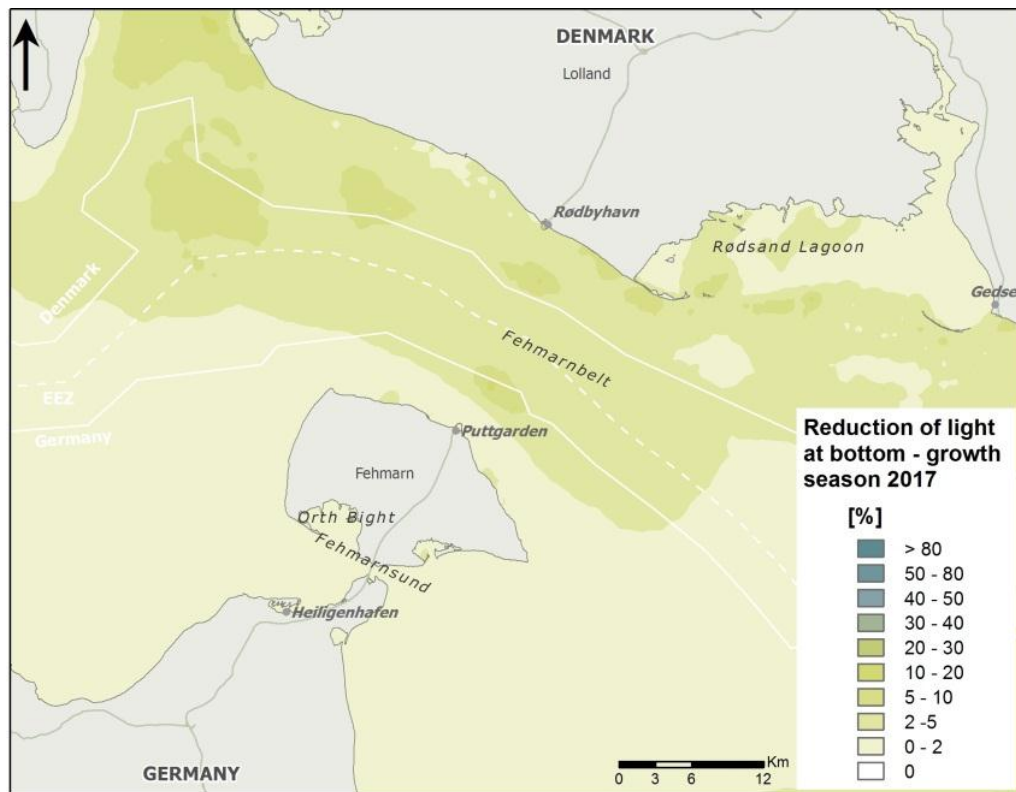 DENMARK
Lolland
Rødbyhavn
Rødsand Lagoon
Gedse
Denmark
Fehmarnbelt
EEZ
Germany
Puttgarden
Fehmarn
Orth Bight
Fehmarnsund
Heiligenhafen
GERMANY
Reduction of light
at bottom - growth
season 2017
[%]
> 80
50 - 80
40 - 50
30 - 40
20 - 30
10 - 20
5 - 10
2 -5
0 - 2
0
Km
0 3 6 12